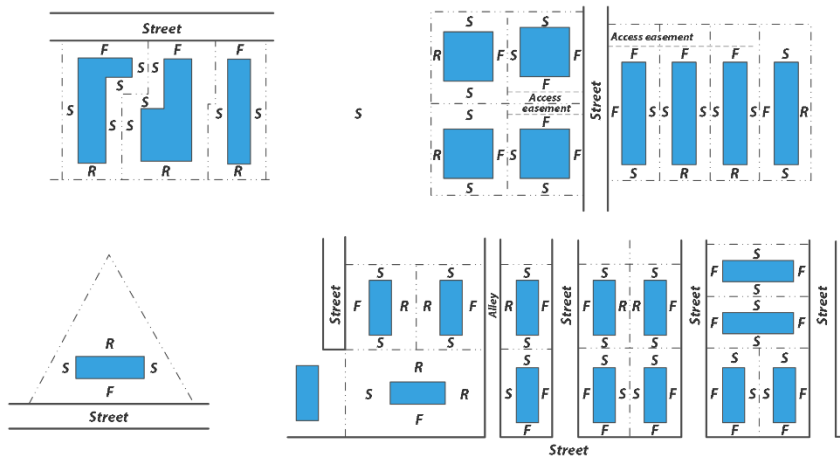 Street
F F F
S S S
S
S S S S
R R R
S
S S
R F S F
F
S
Access
easement
S
F
R F S F
S S
Street
Access easement
F F F S
F S S S S S S F R
S R R S
R
S S
F
Street
Street
S S
F R R F
S S
R
S R
F
Alley
S
R F
S
S F
F
Street
S S
F R R F
S S
F S S F
F F
Street
S
F F
S
F F
S
S S
F S S F
F F
Street
Street